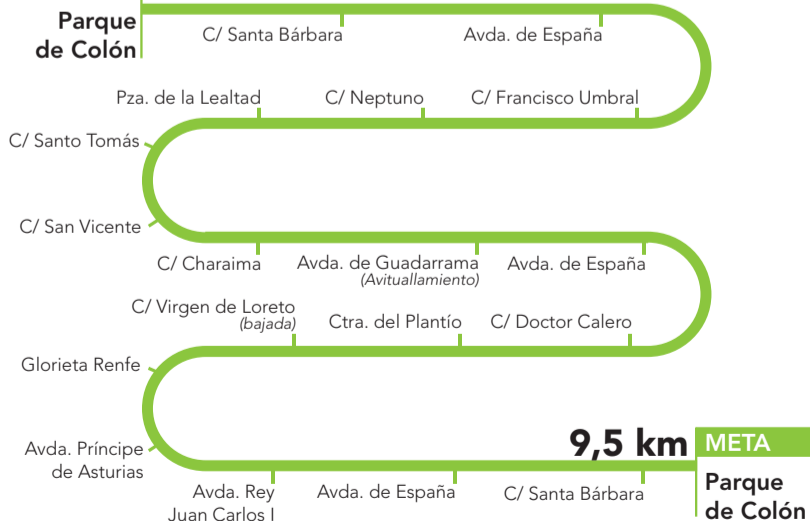 Parque
de Colón
C/ Santa Bárbara
Avda. de España
Pza. de la Lealtad
C/ Neptuno
C/ Francisco Umbral
C/ Santo Tomás
C/ San Vicente
C/ Charaima
Avda. de Guadarrama
(Avituallamiento)
Avda. de España
C/ Virgen de Loreto
(bajada)
Ctra. del Plantío
C/ Doctor Calero
Glorieta Renfe
Avda. Príncipe
de Asturias
Avda. Rey
Juan Carlos I
Avda. de España
C/ Santa Bárbara
9,5 km
META
Parque
de Colón